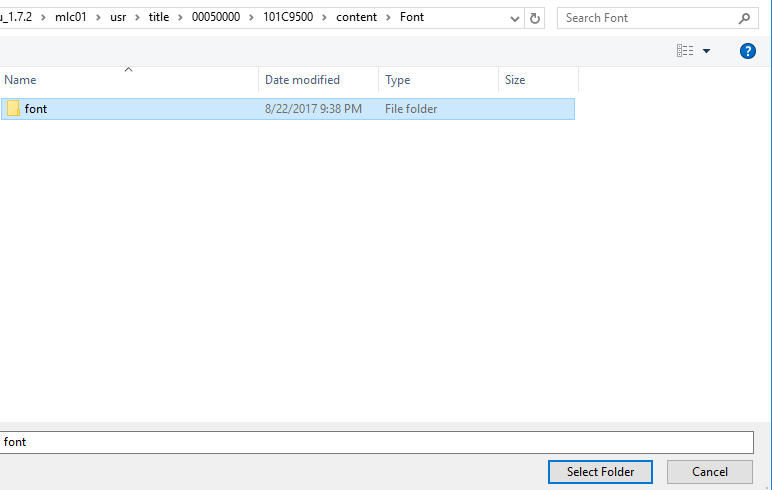 u_1.7.2 > mlc01 > usr > title > 00050000 > 101C9500 > content > Font
Search Font
Name Date modified Type Size
font 8/22/2017 9:38 PM File folder
font
Select Folder Cancel